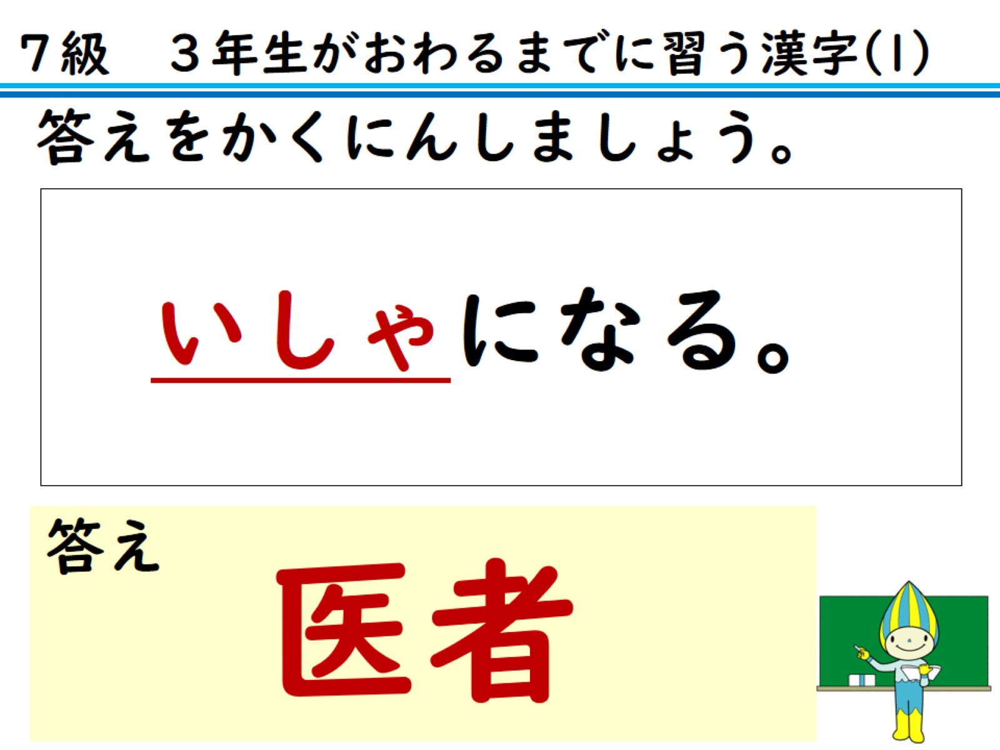 ７級　３年生がおわるまでに習う漢字(1)
答えをかくにんしましょう。
いしゃになる。
答え
医者